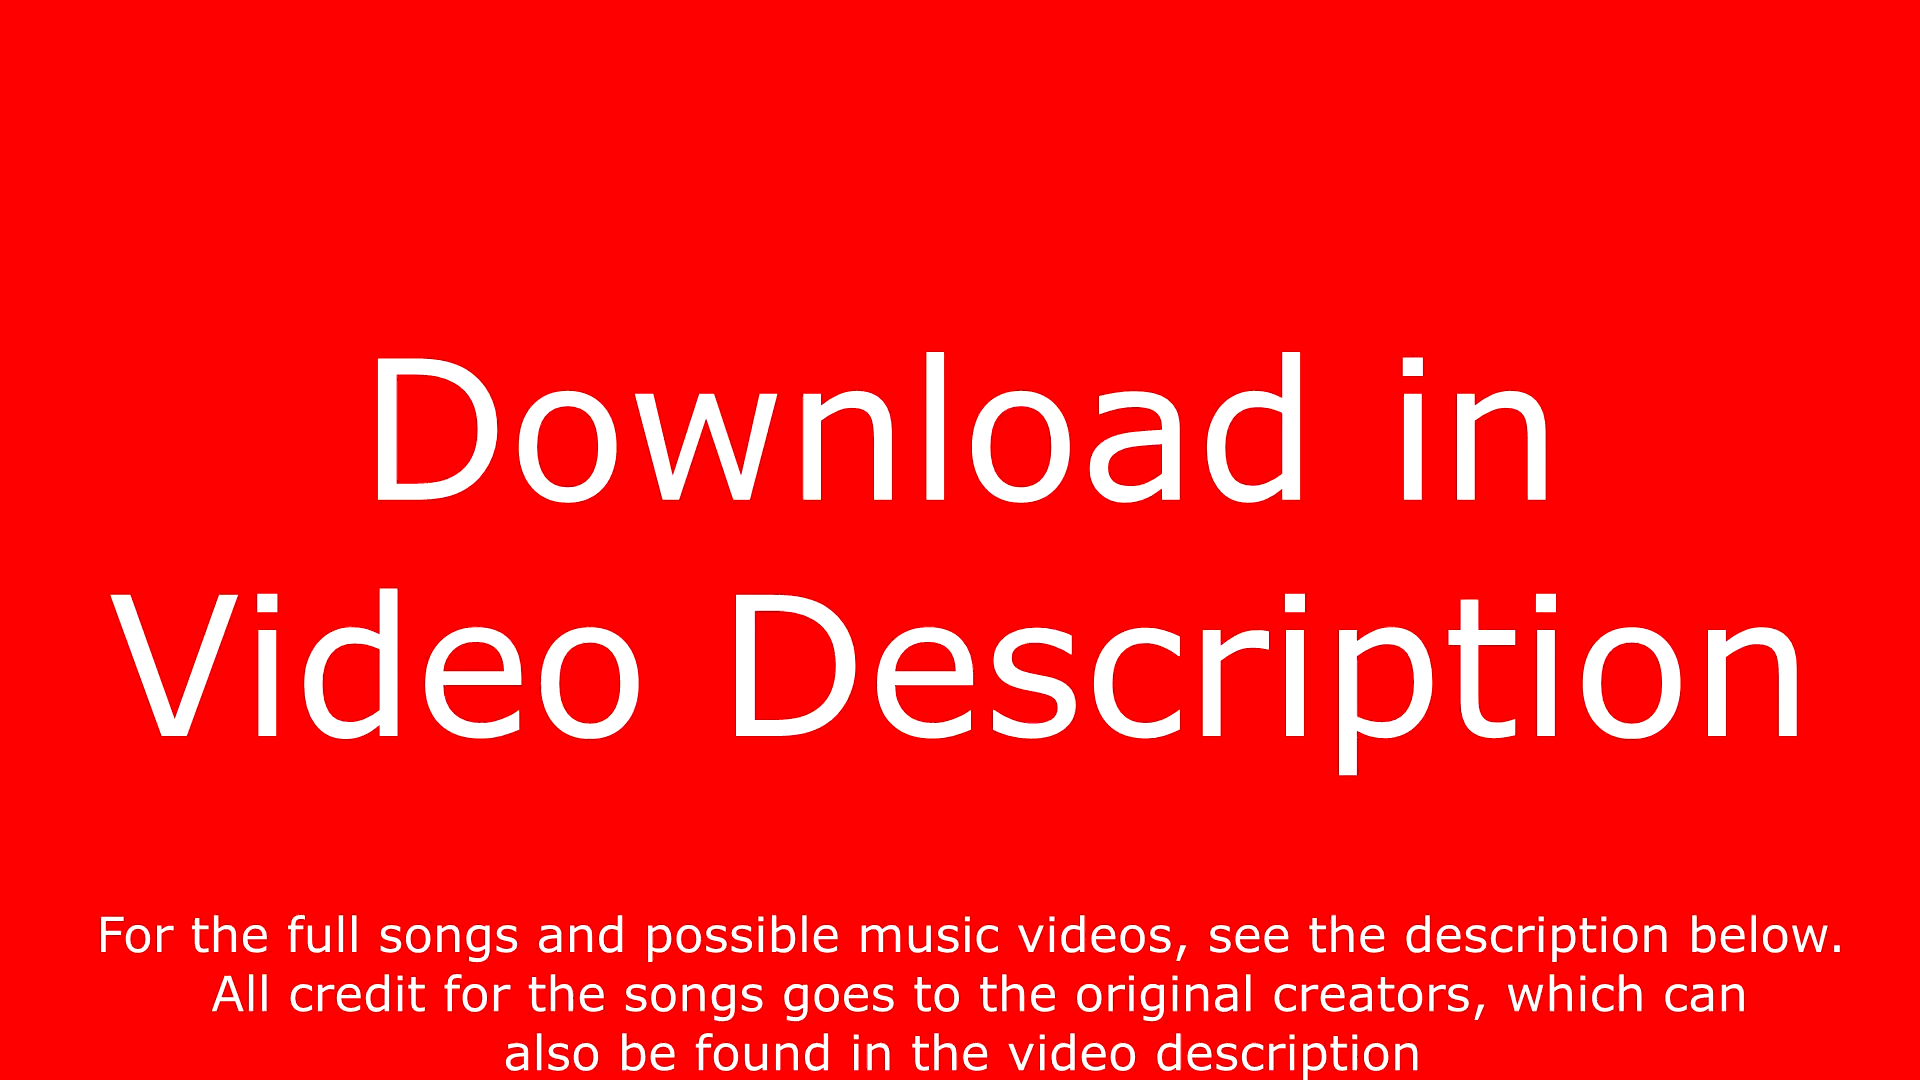 Download in
Video Description
For the full songs and possible music videos, see the description below.
All credit for the songs goes to the original creators, which can
also be found in the video description